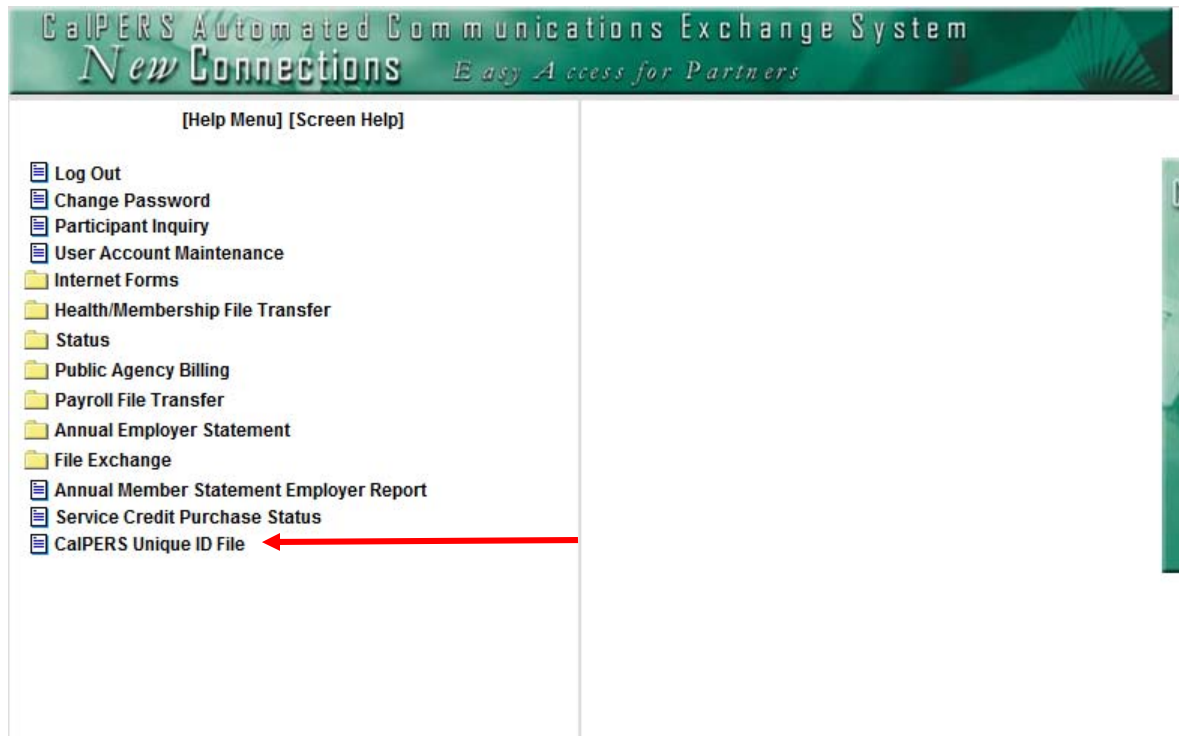 CalPERS Automated Communications Exchange System
New Connections Easy Access for Partners
[Help Menu] [Screen Help]
Log Out
Change Password
Participant Inquiry
User Account Maintenance
Internet Forms
Health/Membership File Transfer
Status
Public Agency Billing
Payroll File Transfer
Annual Employer Statement
File Exchange
Annual Member Statement Employer Report
Service Credit Purchase Status
CalPERS Unique ID File